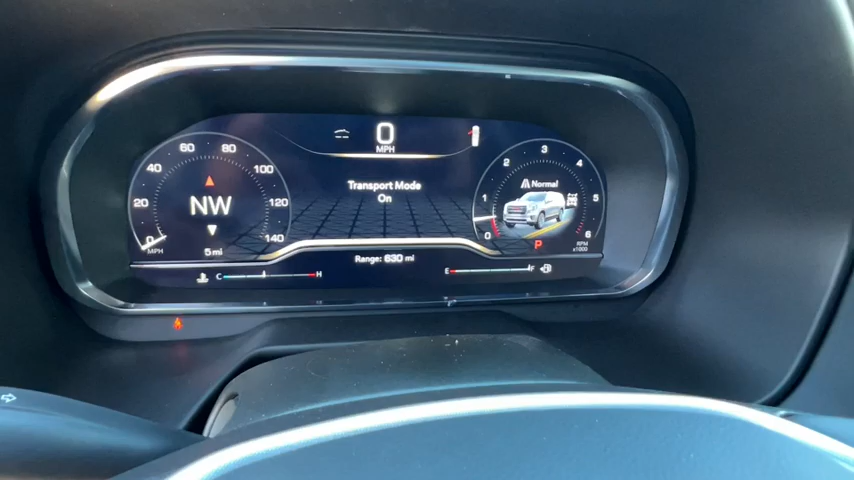 0
MPH
Transport Mode
On
Range: 630 mi
0
20
40
60
80
100
120
140
MPH
NW
5 mi
C
H
0
1
2
3
4
5
6
RPM
x1000
Normal
P
E
F